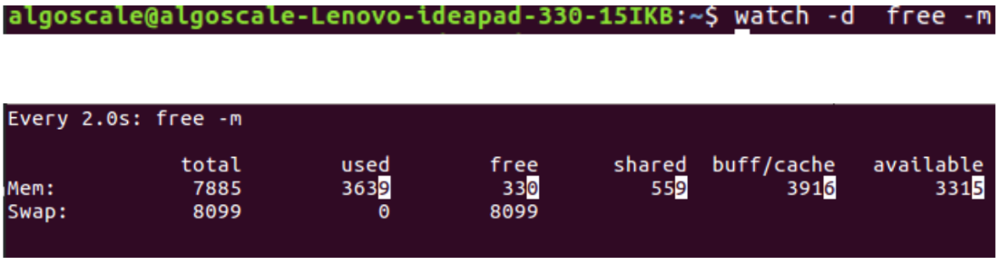 algoscale@algoscale-Lenovo-ideapad-330-15IKB:~$ watch -d  free -m
Every 2.0s: free -m
total used free shared buff/cache available
Mem: 7885 3639 330 559 3916 3315
Swap: 8099 0 8099